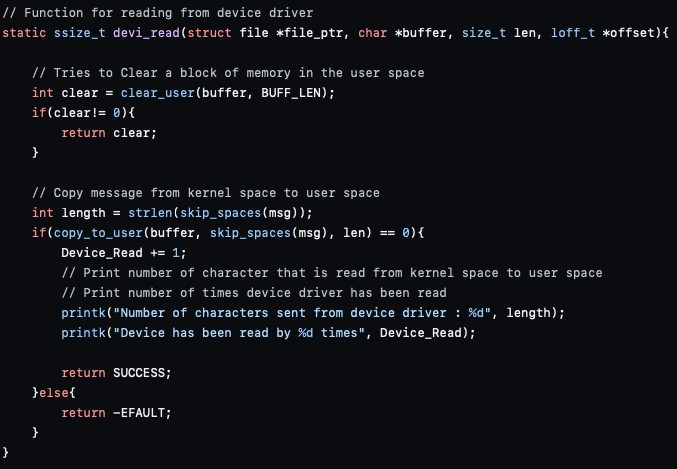 // Function for reading from device driver
static ssize_t devi_read(struct file *file_ptr, char *buffer, size_t len, loff_t *offset){
// Tries to Clear a block of memory in the user space
int clear = clear_user(buffer, BUFF_LEN);
if(clear!= 0){
return clear;
}
// Copy message from kernel space to user space
int length = strlen(skip_spaces(msg));
if(copy_to_user(buffer, skip_spaces(msg), len) == 0){
Device_Read += 1;
// Print number of character that is read from kernel space to user space
// Print number of times device driver has been read
printk("Number of characters sent from device driver : %d", length);
printk("Device has been read by %d times", Device_Read);
return SUCCESS;
}else{
return -EFAULT;
}
}